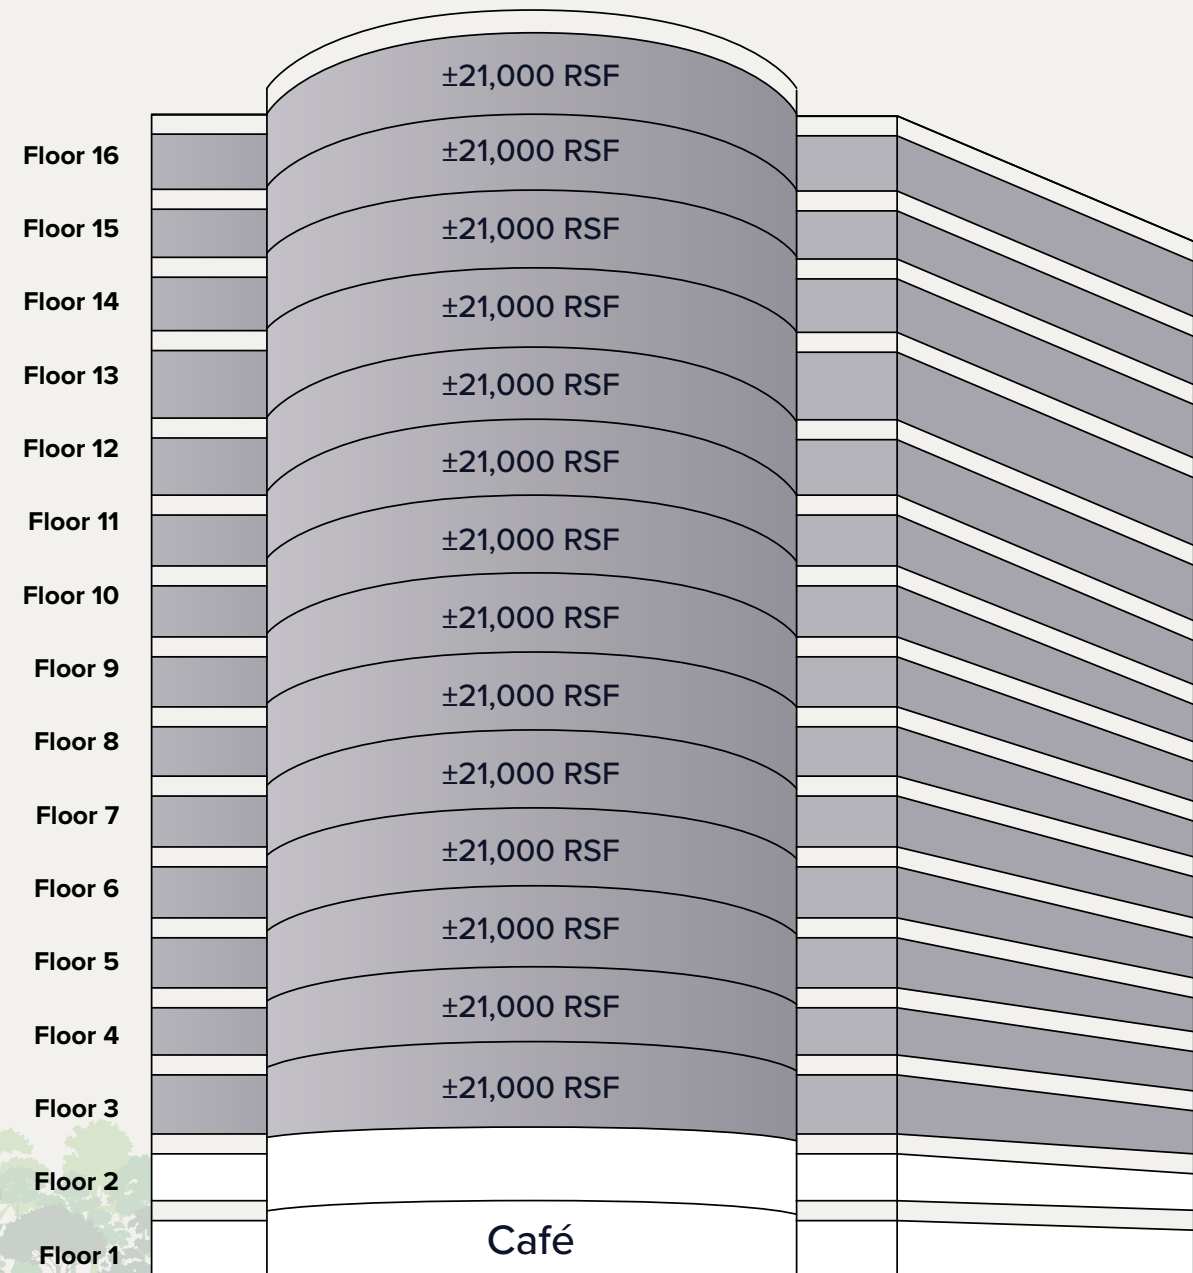 ±21,000 RSF
Floor 16 ±21,000 RSF
Floor 15 ±21,000 RSF
Floor 14 ±21,000 RSF
Floor 13 ±21,000 RSF
Floor 12 ±21,000 RSF
Floor 11 ±21,000 RSF
Floor 10 ±21,000 RSF
Floor 9 ±21,000 RSF
Floor 8 ±21,000 RSF
Floor 7 ±21,000 RSF
Floor 6 ±21,000 RSF
Floor 5 ±21,000 RSF
Floor 4 ±21,000 RSF
Floor 3
Floor 2
Floor 1 Café